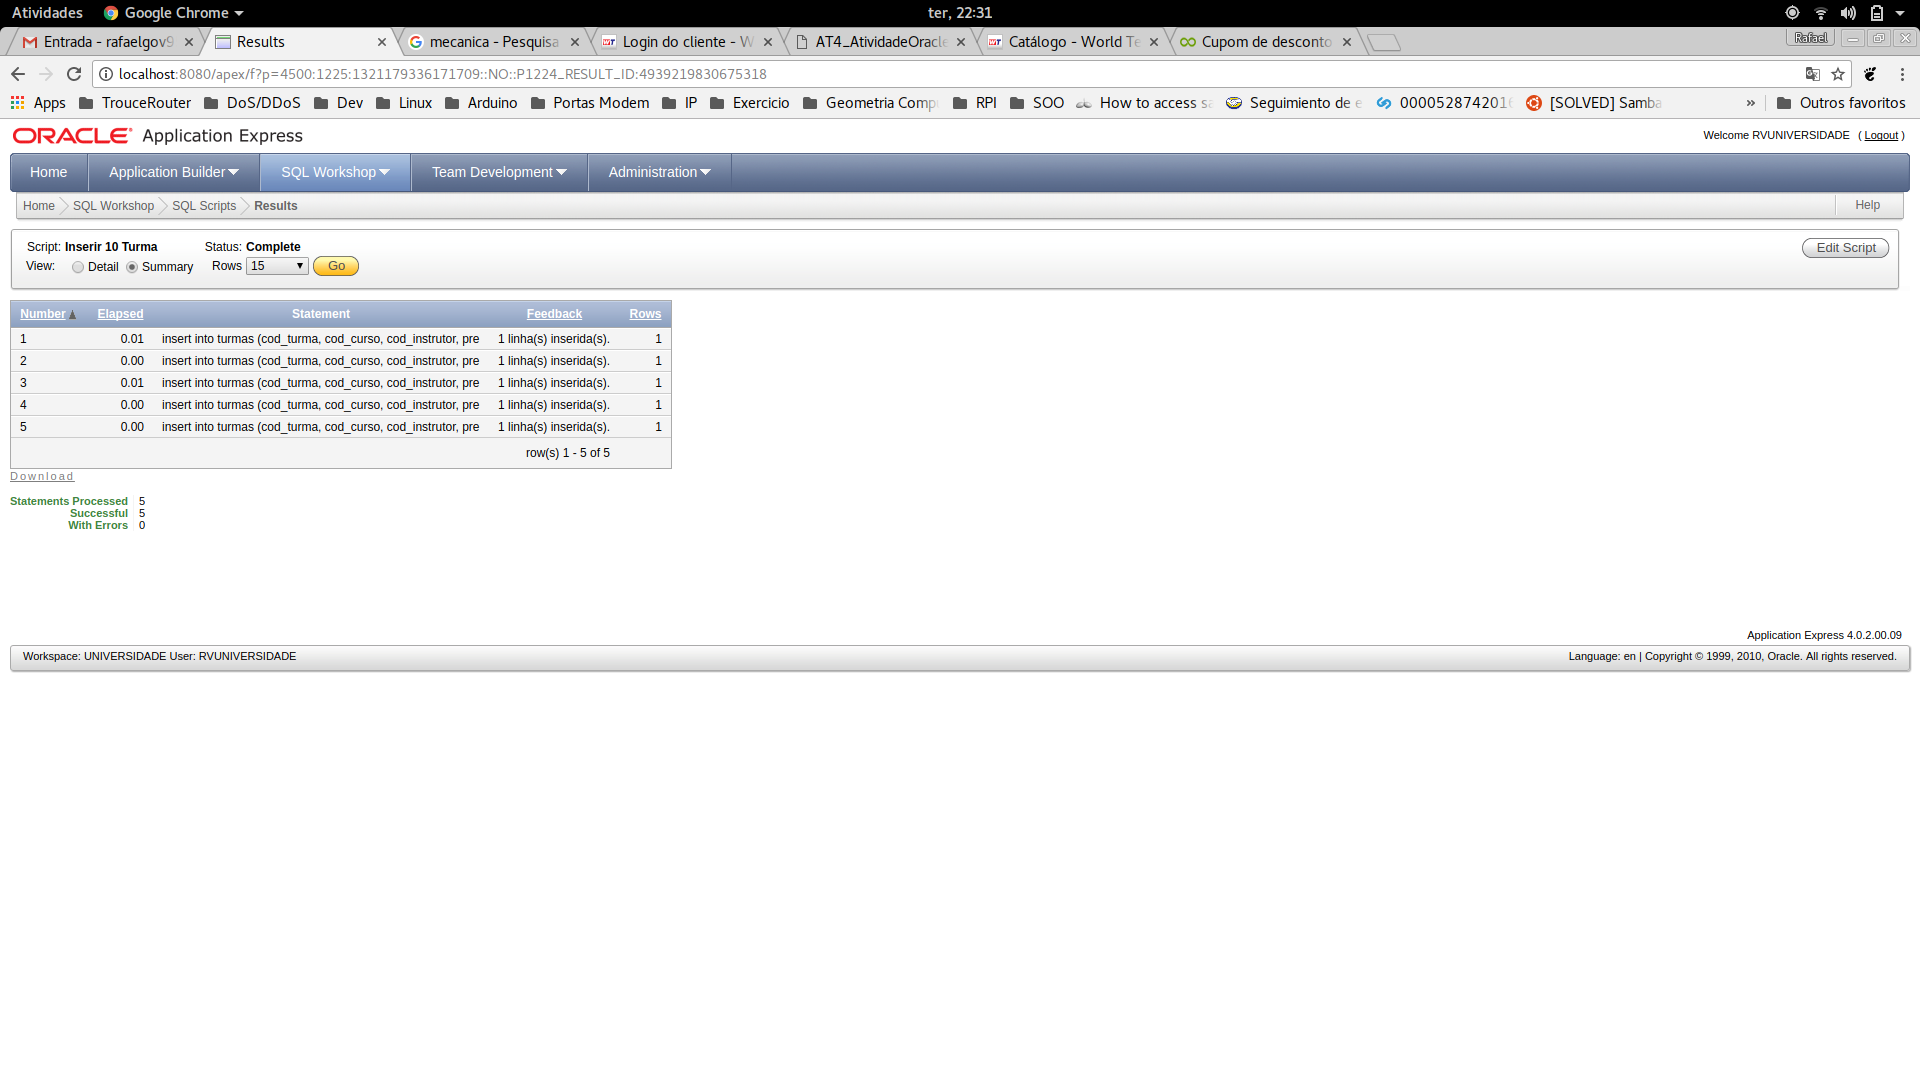 Atividades Google Chrome ter, 22:31
Entrada - rafaelgov9 Results mecanica - Pesquisa Login do cliente - W AT4_AtividadeOracle Catálogo - World Te Cupom de desconto Rafael
localhost:8080/apex/f?p=4500:1225:1321179336171709::NO::P1224_RESULT_ID:4939219830675318
Apps TrouceRouter DoS/DDoS Dev Linux Arduino Portas Modem IP Exercicio Geometria Comp RPI SOO How to access sa Seguimiento de e 0000528742016 [SOLVED] Samba » Outros favoritos
ORACLE Application Express Welcome RVUNIVERSIDADE ( Logout )
Home Application Builder SQL Workshop Team Development Administration
Home SQL Workshop SQL Scripts Results Help
Script: Inserir 10 Turma Status: Complete Edit Script
View: Detail Summary Rows 15 Go
Number Elapsed Statement Feedback Rows
1 0.01 insert into turmas (cod_turma, cod_curso, cod_instrutor, pre 1 linha(s) inserida(s). 1
2 0.00 insert into turmas (cod_turma, cod_curso, cod_instrutor, pre 1 linha(s) inserida(s). 1
3 0.01 insert into turmas (cod_turma, cod_curso, cod_instrutor, pre 1 linha(s) inserida(s). 1
4 0.00 insert into turmas (cod_turma, cod_curso, cod_instrutor, pre 1 linha(s) inserida(s). 1
5 0.00 insert into turmas (cod_turma, cod_curso, cod_instrutor, pre 1 linha(s) inserida(s). 1
row(s) 1 - 5 of 5
Download
Statements Processed 5
Successful 5
With Errors 0
Application Express 4.0.2.00.09
Workspace: UNIVERSIDADE User: RVUNIVERSIDADE Language: en | Copyright © 1999, 2010, Oracle. All rights reserved.